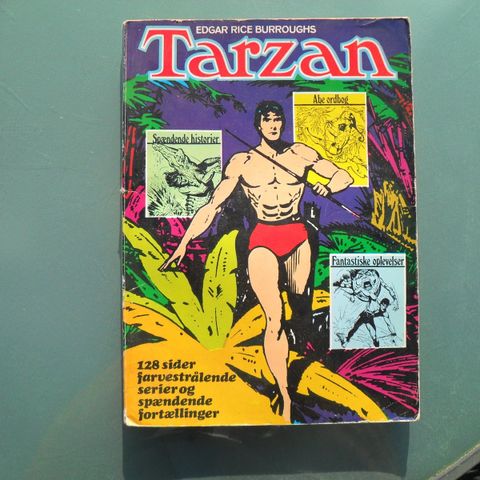 EDGAR RICE BURROUGHS
Tarzan
Abe ordbog
Spændende historier
Fantastiske oplevelser
128 sider
farvestrålende
serier og
spændende
fortællinger